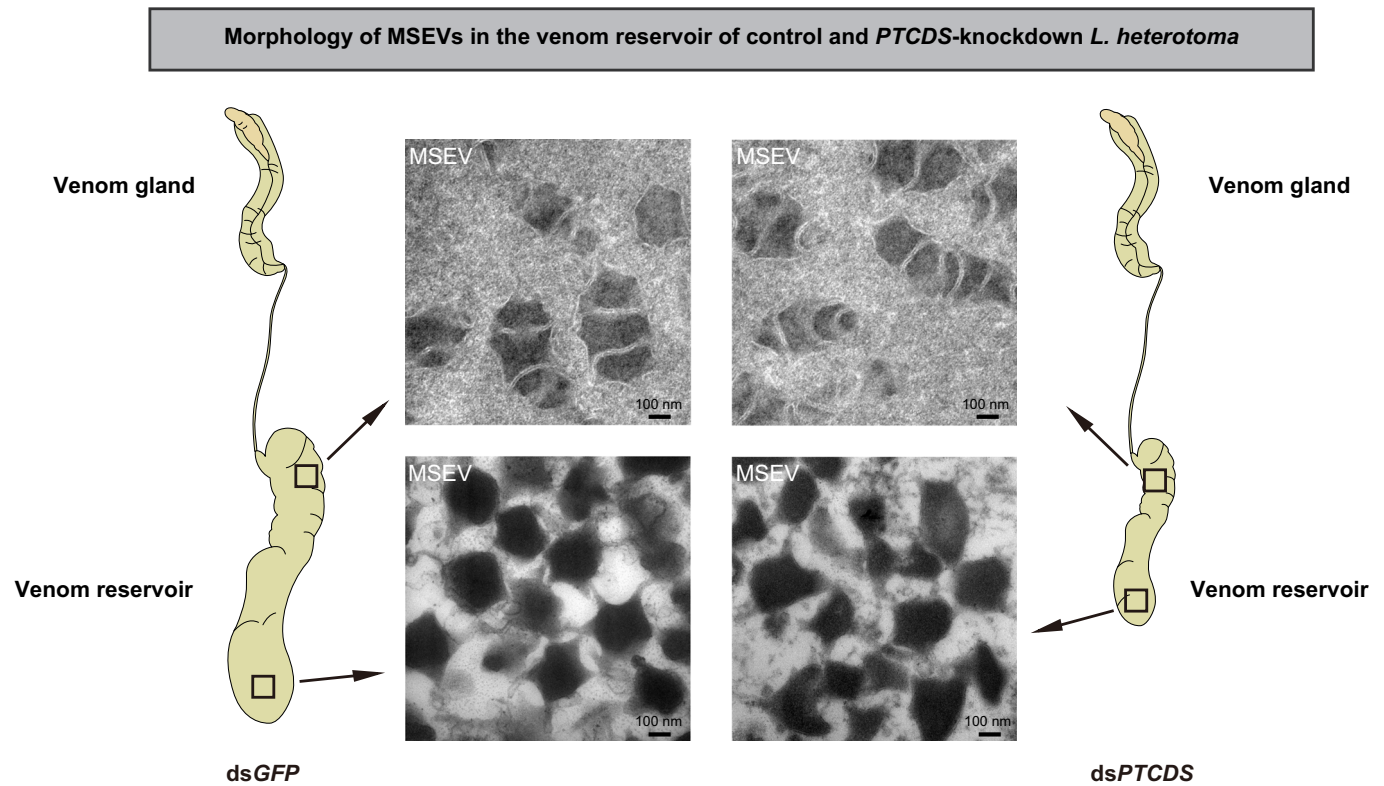 Morphology of MSEVs in the venom reservoir of control and PTCDS-knockdown L. heterotoma
MSEV
MSEV
Venom gland
Venom gland
100 nm
100 nm
MSEV
MSEV
Venom reservoir
Venom reservoir
100 nm
100 nm
dsGFP
dsPTCDS